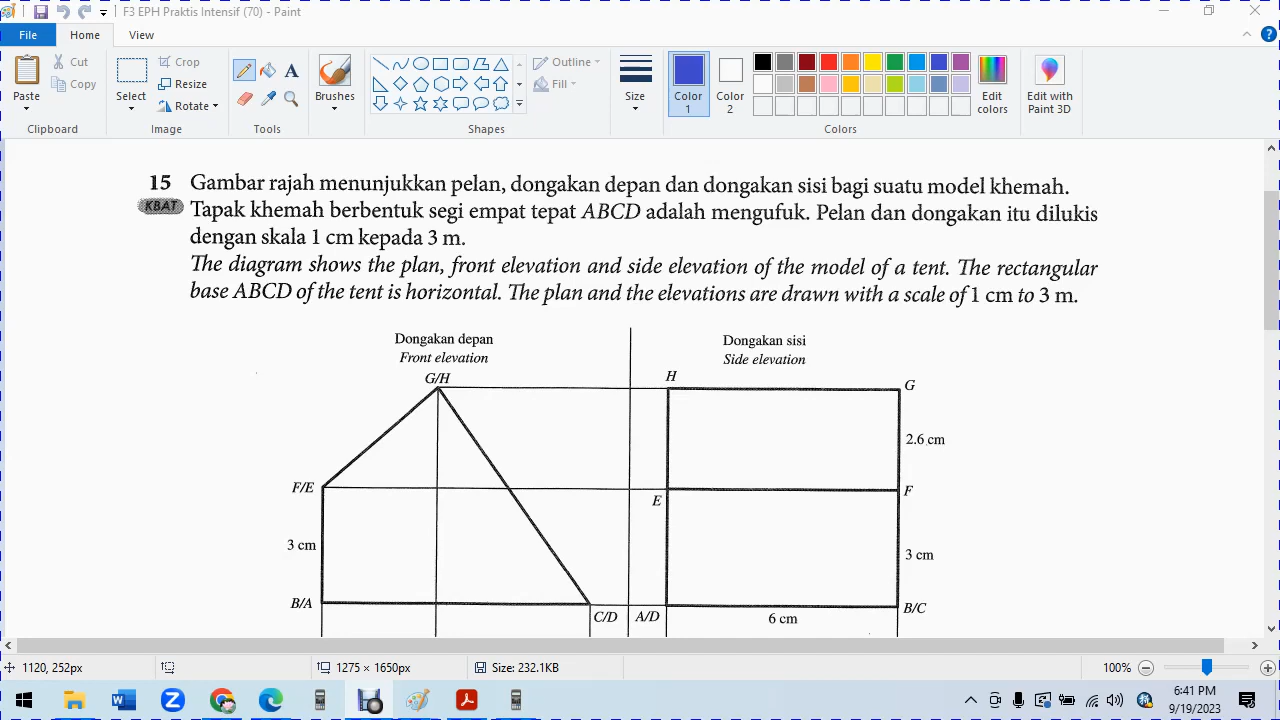 F3 EPH Praktis Intensif (70) - Paint
File Home View
Paste
Cut
Copy
Clipboard
Select
Crop
Resize
Rotate
Image
Tools
Brushes
Shapes
Outline
Fill
Size
Color 1
Color 2
Colors
Edit colors
Edit with Paint 3D
15 Gambar rajah menunjukkan pelan, dongakan depan dan dongakan sisi bagi suatu model khemah.
KBAT Tapak khemah berbentuk segi empat tepat ABCD adalah mengufuk. Pelan dan dongakan itu dilukis
dengan skala 1 cm kepada 3 m.
The diagram shows the plan, front elevation and side elevation of the model of a tent. The rectangular
base ABCD of the tent is horizontal. The plan and the elevations are drawn with a scale of 1 cm to 3 m.
Dongakan depan
Front elevation
G/H
F/E
3 cm
B/A
C/D
Dongakan sisi
Side elevation
H
G
2.6 cm
E
F
3 cm
A/D
6 cm
B/C
1120, 252px
1275 × 1650px
Size: 232.1KB
100%
6:41 PM
9/19/2023